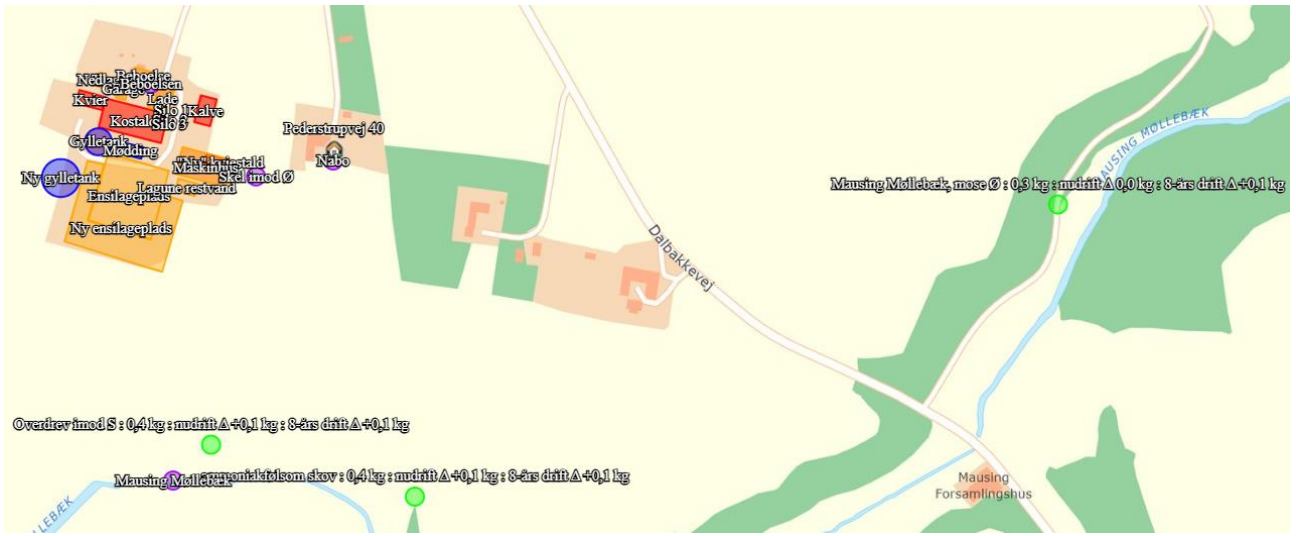 Beboelse
Beboelsen
Garage
Lade
Kvier
Silo 1
Kalve
Silo 3
Gylletank
Mødding
Pederstrupvej 40
Nabo
Maskinhus
Skel imod Ø
Ny gylletank
Lagune restvand
Ensilageplads
Ny ensilageplads
MØLLEBÆK
Mausing Møllebæk, mose Ø : 0,3 kg : nudrift Δ 0,0 kg : 8-års drift Δ +0,1 kg
Dalbakkevej
Overdrev imod S : 0,4 kg : nudrift Δ +0,1 kg : 8-års drift Δ +0,1 kg
Mausing Møllebæk
skov : 0,4 kg : nudrift Δ +0,1 kg : 8-års drift Δ +0,1 kg
Mausing
Forsamlingshus